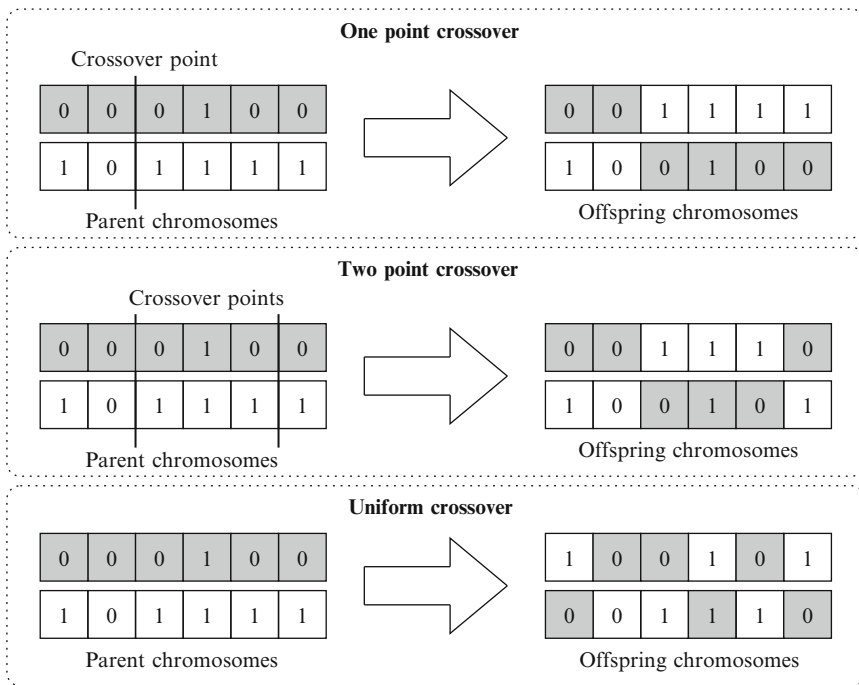 One point crossover
Crossover point
0 0 0 1 0 0
1 0 1 1 1 1
Parent chromosomes
0 0 1 1 1 1
1 0 0 1 0 0
Offspring chromosomes
Two point crossover
Crossover points
0 0 0 1 0 0
1 0 1 1 1 1
Parent chromosomes
0 0 1 1 1 0
1 0 0 1 0 1
Offspring chromosomes
Uniform crossover
0 0 0 1 0 0
1 0 1 1 1 1
Parent chromosomes
1 0 0 1 0 1
0 0 1 1 1 0
Offspring chromosomes